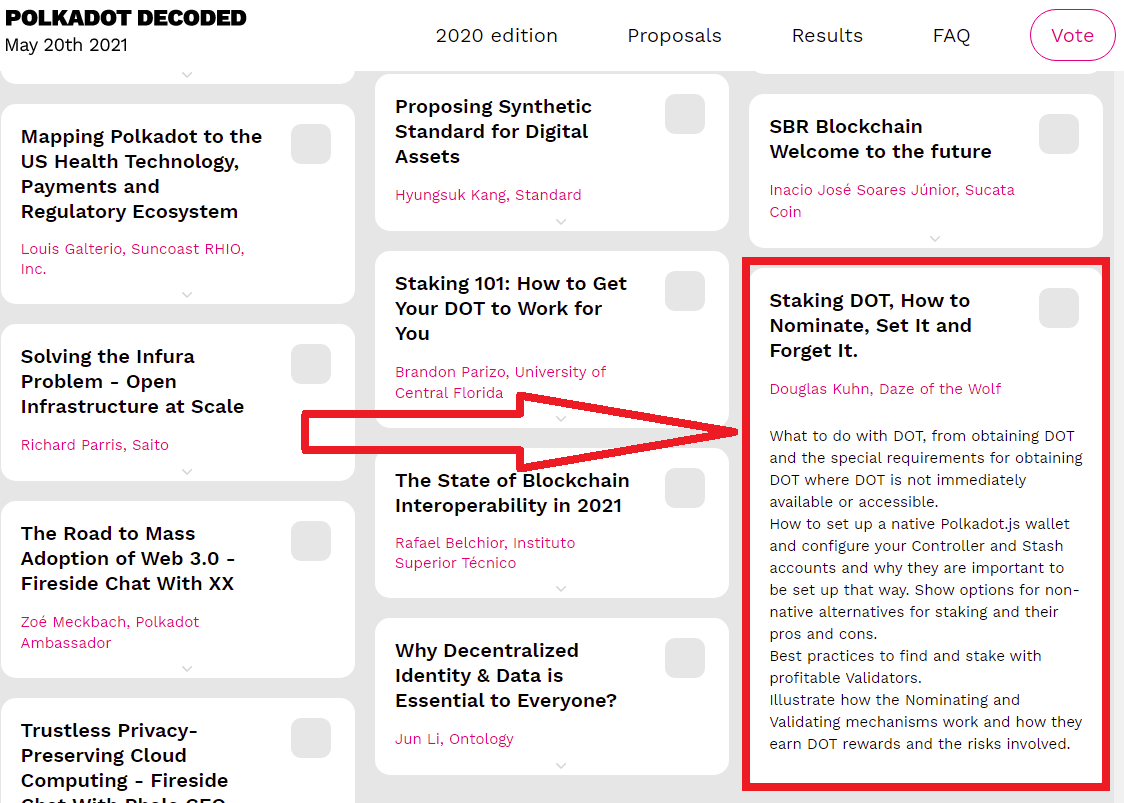 POLKADOT DECODED
May 20th 2021
2020 edition
Proposals
Results
FAQ
Vote
Mapping Polkadot to the
US Health Technology,
Payments and
Regulatory Ecosystem
Louis Galterio, Suncoast RHIO,
Inc.
Solving the Infura
Problem - Open
Infrastructure at Scale
Richard Parris, Saito
The Road to Mass
Adoption of Web 3.0 -
Fireside Chat With XX
Zoé Meckbach, Polkadot
Ambassador
Trustless Privacy-
Preserving Cloud
Computing - Fireside
Chat With Phala CEO
Proposing Synthetic
Standard for Digital
Assets
Hyungsuk Kang, Standard
Staking 101: How to Get
Your DOT to Work for
You
Brandon Parizo, University of
Central Florida
The State of Blockchain
Interoperability in 2021
Rafael Belchior, Instituto
Superior Técnico
Why Decentralized
Identity & Data is
Essential to Everyone?
Jun Li, Ontology
SBR Blockchain
Welcome to the future
Inacio José Soares Júnior, Sucata
Coin
Staking DOT, How to
Nominate, Set It and
Forget It.
Douglas Kuhn, Daze of the Wolf
What to do with DOT, from obtaining DOT
and the special requirements for obtaining
DOT where DOT is not immediately
available or accessible.
How to set up a native Polkadot.js wallet
and configure your Controller and Stash
accounts and why they are important to
be set up that way. Show options for non-
native alternatives for staking and their
pros and cons.
Best practices to find and stake with
profitable Validators.
Illustrate how the Nominating and
Validating mechanisms work and how they
earn DOT rewards and the risks involved.